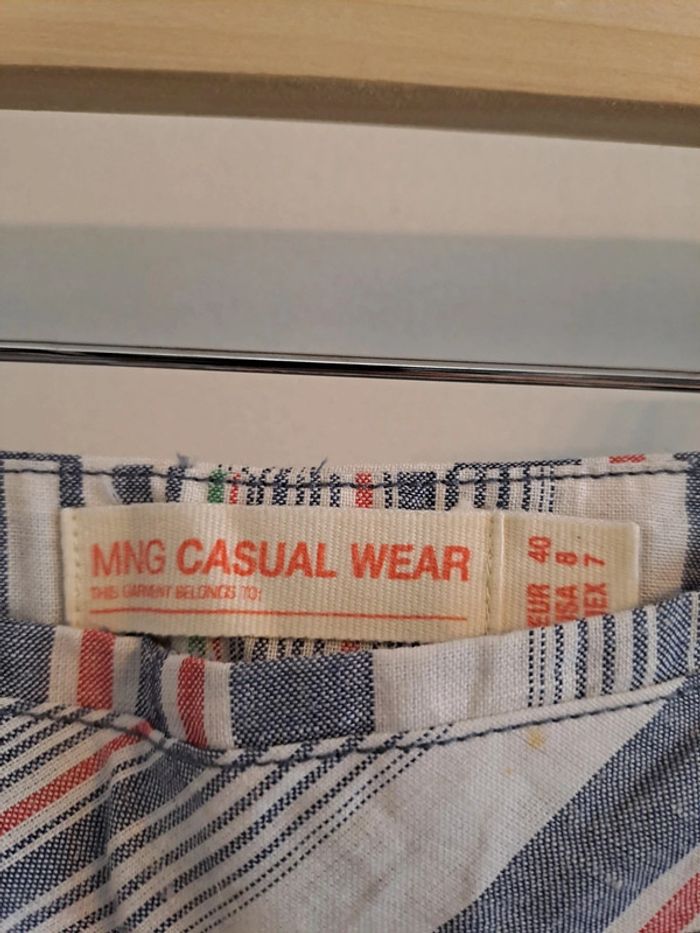 MNG CASUAL WEAR
THIS GARMENT BELONGS TO:
EUR 40
USA 8
MEX 7